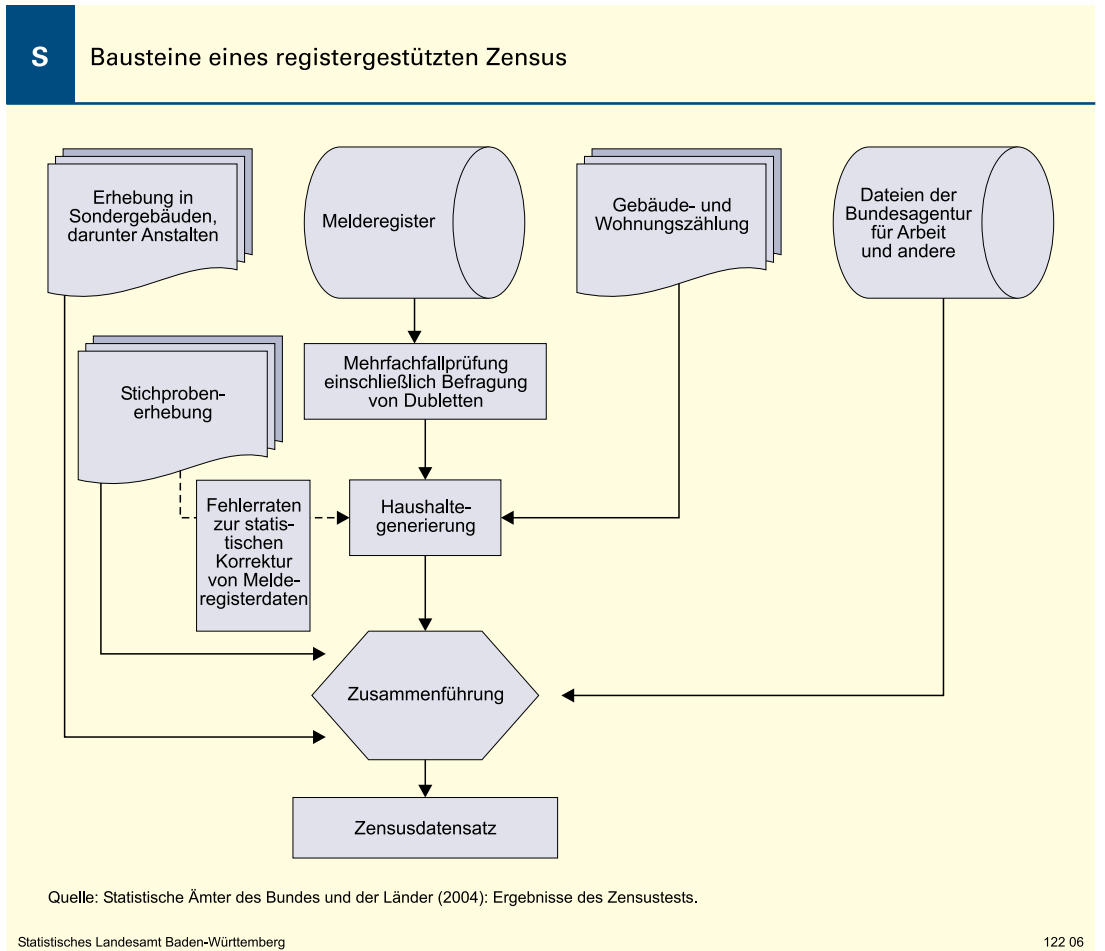 S
Bausteine eines registergestützten Zensus
Erhebung in
Sondergebäuden,
darunter Anstalten
Melderegister
Gebäude- und
Wohnungszählung
Dateien der
Bundesagentur
für Arbeit
und andere
Mehrfachfallprüfung
einschließlich Befragung
von Dubletten
Stichproben-
erhebung
Fehlerraten
zur statis-
tischen
Korrektur
von Melde-
registerdaten
Haushalte-
generierung
Zusammenführung
Zensusdatensatz
Quelle: Statistische Ämter des Bundes und der Länder (2004): Ergebnisse des Zensustests.
Statistisches Landesamt Baden-Württemberg
122 06